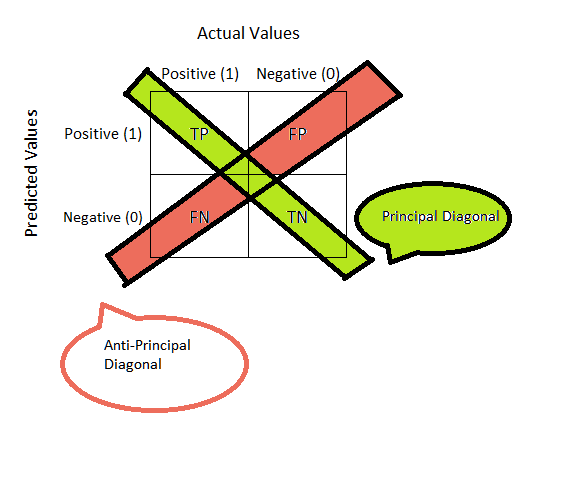 Actual Values
Positive (1) Negative (0)
Predicted Values
Positive (1) TP FP
Negative (0) FN TN
Principal Diagonal
Anti-Principal
Diagonal